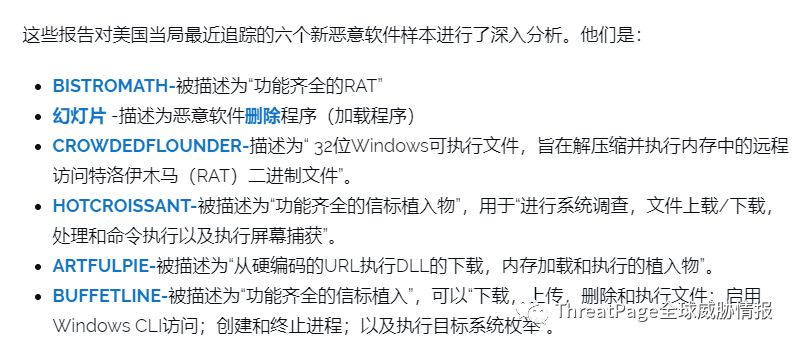 这些报告对美国当局最近追踪的六个新恶意软件样本进行了深入分析。他们是：
• BISTROMATH-被描述为“功能齐全的RAT”
• 幻灯片 -描述为恶意软件删除程序（加载程序）
• CROWDEDFLOUNDER-描述为“ 32位Windows可执行文件，旨在解压缩并执行内存中的远程
访问特洛伊木马（RAT）二进制文件”。
• HOTCROISSANT-被描述为“功能齐全的信标植入物”，用于“进行系统调查，文件上载/下载，
处理和命令执行以及执行屏幕捕获”。
• ARTFULPIE-被描述为“从硬编码的URL执行DLL的下载，内存加载和执行的植入物”。
• BUFFETLINE-被描述为“功能齐全的信标植入”，可以“下载，上传，删除和执行文件；启用
Windows CLI访问；创建和终止进程；以及执行目标系统枚举”。
ThreatPage全球威胁情报